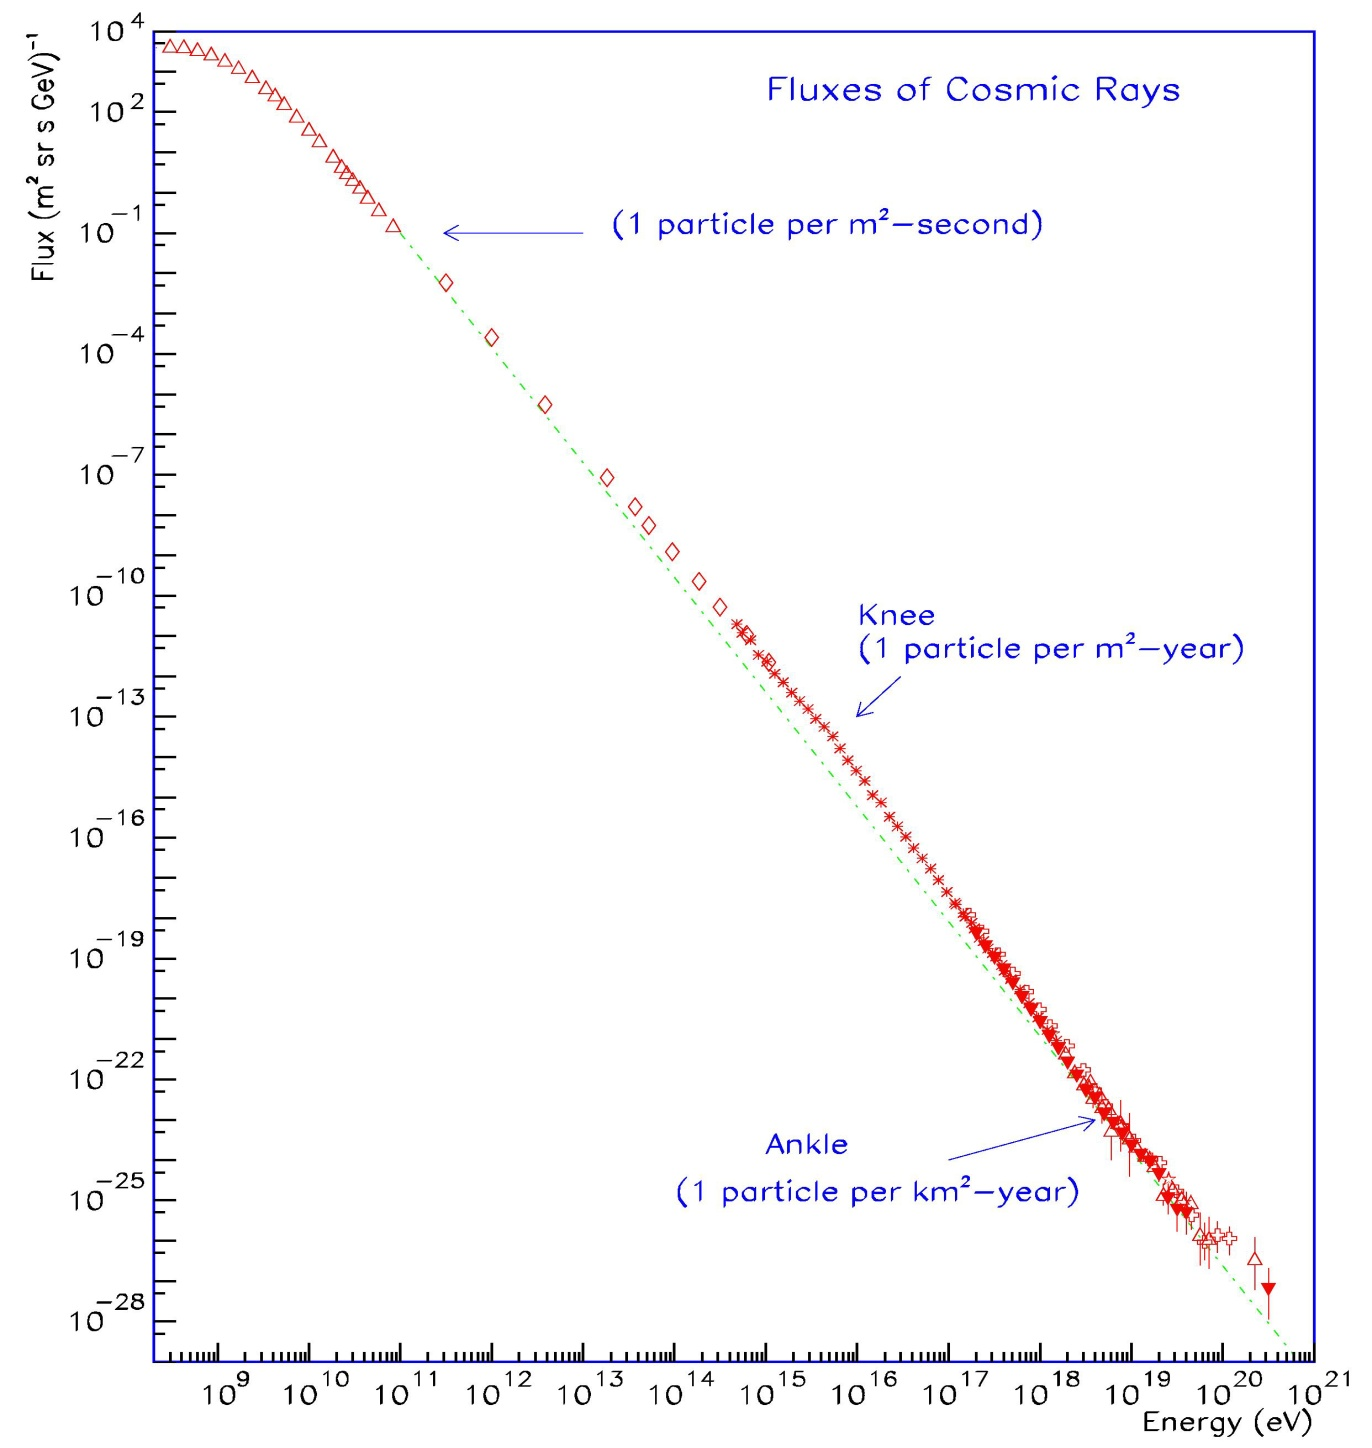 Fluxes of Cosmic Rays
Flux (m² sr s GeV)⁻¹
10⁴
10²
10⁻¹
10⁻⁴
10⁻⁷
10⁻¹⁰
10⁻¹³
10⁻¹⁶
10⁻¹⁹
10⁻²²
10⁻²⁵
10⁻²⁸
(1 particle per m²−second)
Knee
(1 particle per m²−year)
Ankle
(1 particle per km²−year)
10⁹ 10¹⁰ 10¹¹ 10¹² 10¹³ 10¹⁴ 10¹⁵ 10¹⁶ 10¹⁷ 10¹⁸ 10¹⁹ 10²⁰ 10²¹
Energy (eV)